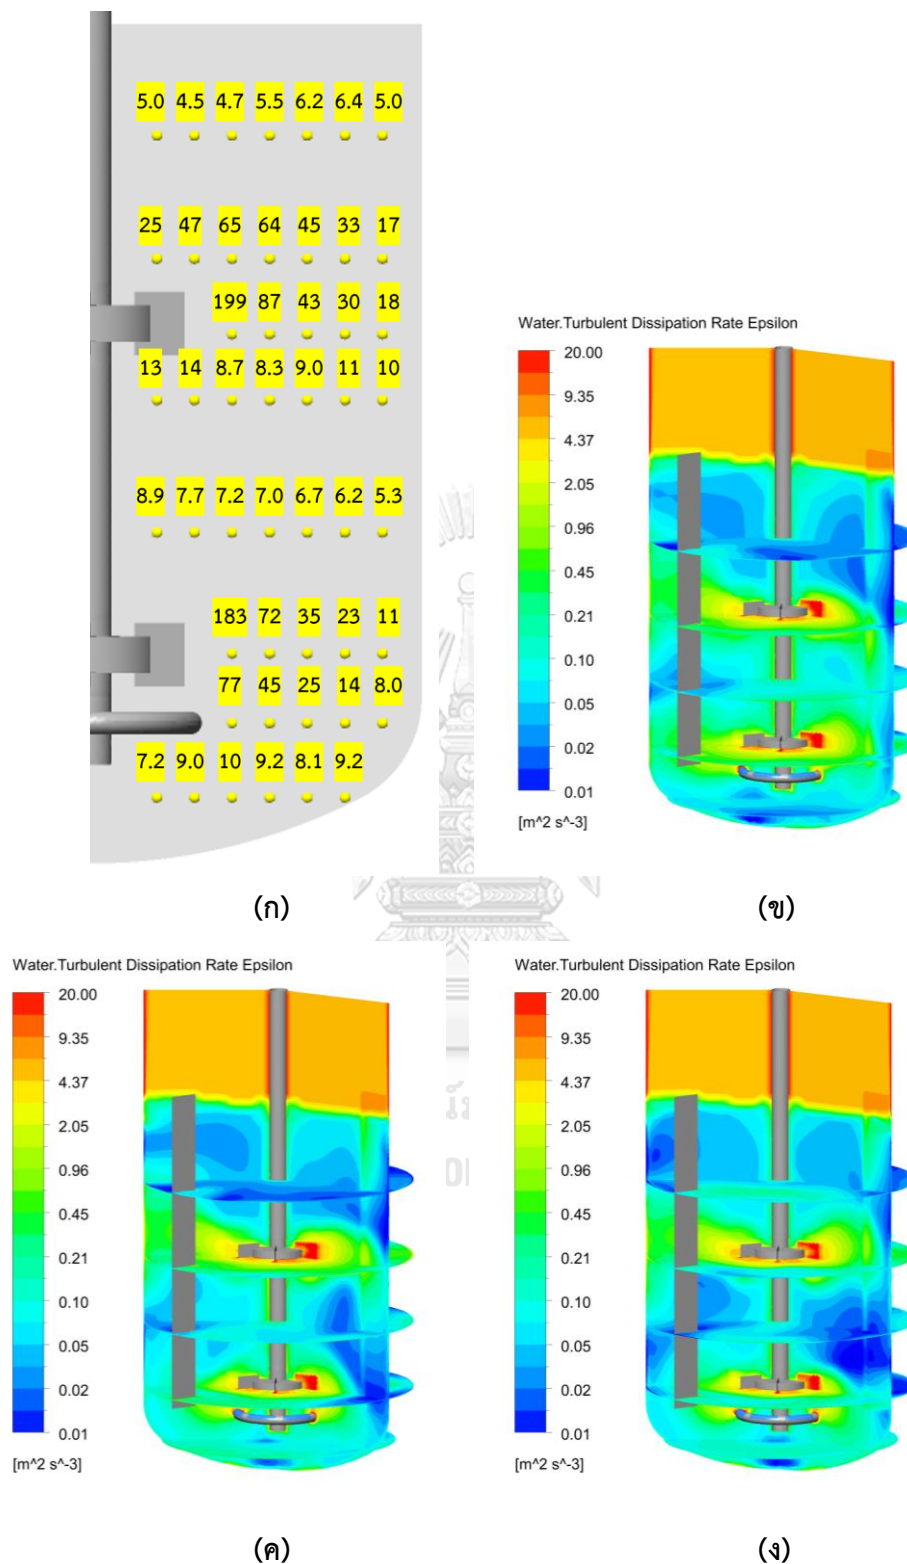 5.0 4.5 4.7 5.5 6.2 6.4 5.0
25 47 65 64 45 33 17
199 87 43 30 18
13 14 8.7 8.3 9.0 11 10
8.9 7.7 7.2 7.0 6.7 6.2 5.3
183 72 35 23 11
77 45 25 14 8.0
7.2 9.0 10 9.2 8.1 9.2
(ก)
Water.Turbulent Dissipation Rate Epsilon
20.00
9.35
4.37
2.05
0.96
0.45
0.21
0.10
0.05
0.02
0.01
[m^2 s^-3]
(ข)
Water.Turbulent Dissipation Rate Epsilon
20.00
9.35
4.37
2.05
0.96
0.45
0.21
0.10
0.05
0.02
0.01
[m^2 s^-3]
(ค)
Water.Turbulent Dissipation Rate Epsilon
20.00
9.35
4.37
2.05
0.96
0.45
0.21
0.10
0.05
0.02
0.01
[m^2 s^-3]
(ง)